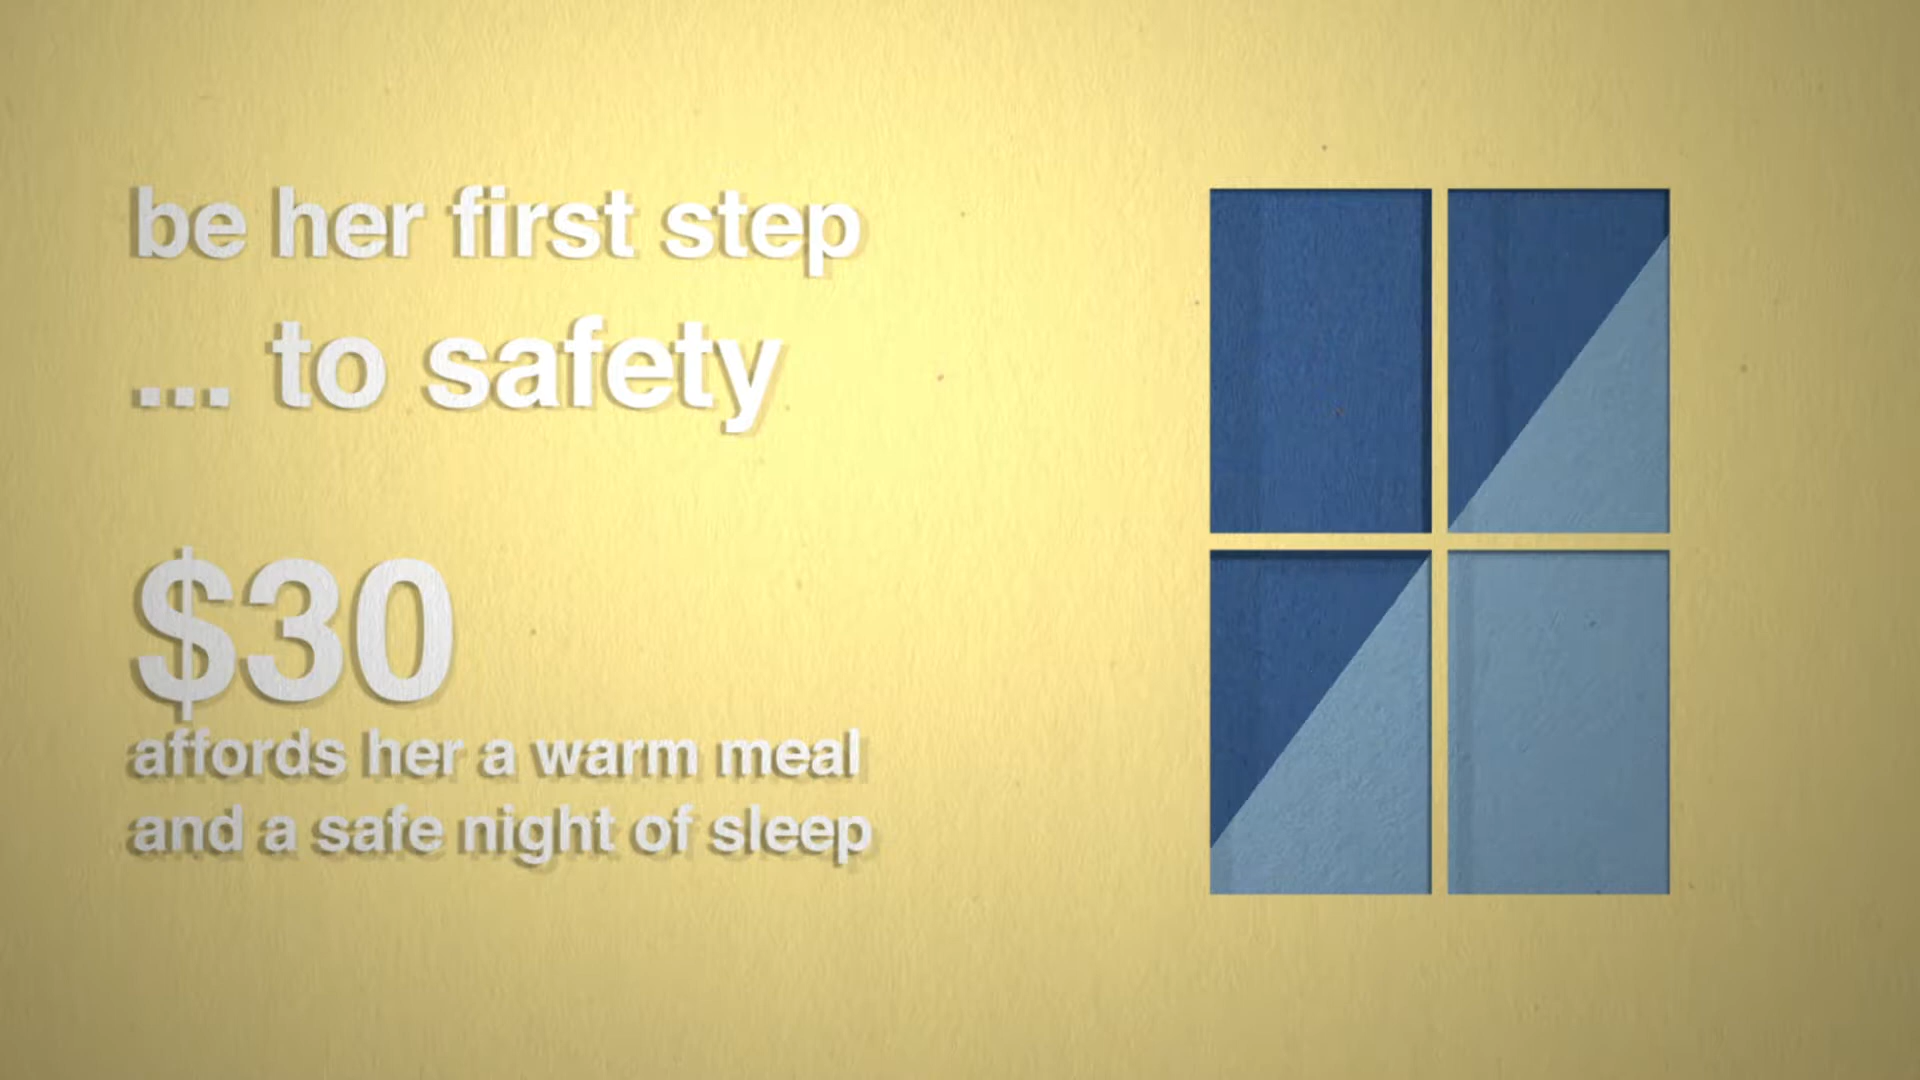 be her first step
... to safety
$30
affords her a warm meal
and a safe night of sleep